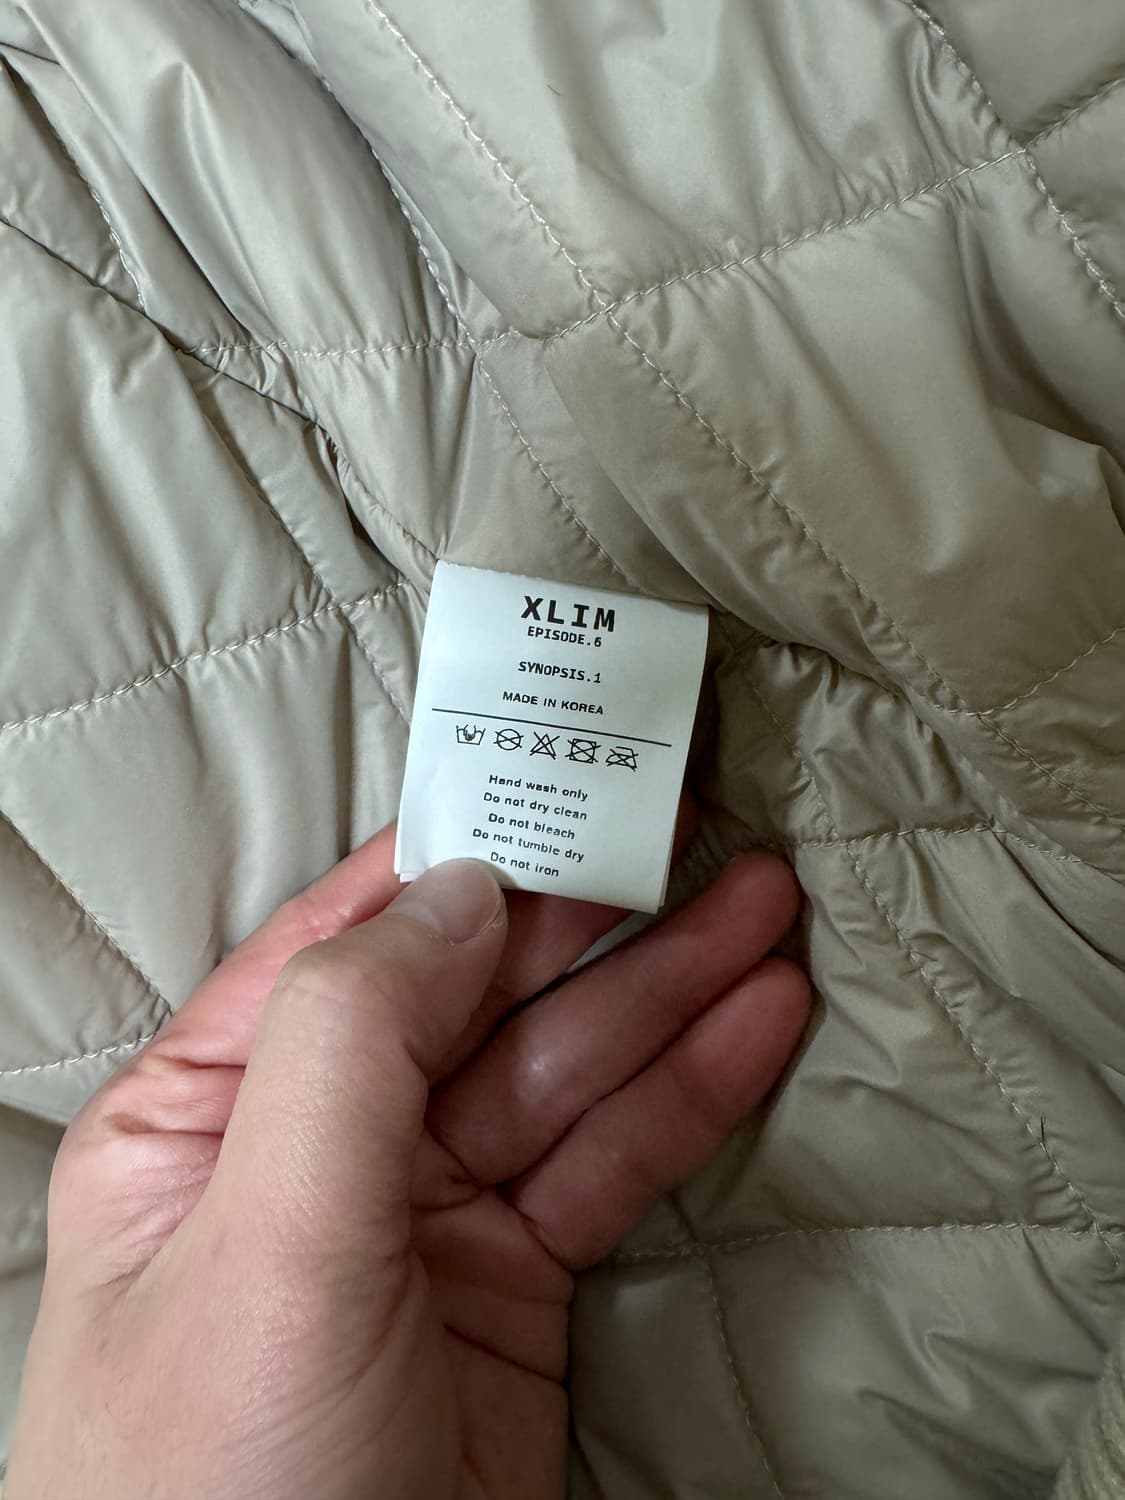 XLIM
EPISODE.6
SYNOPSIS.1
MADE IN KOREA
Hand wash only
Do not dry clean
Do not bleach
Do not tumble dry
Do not iron